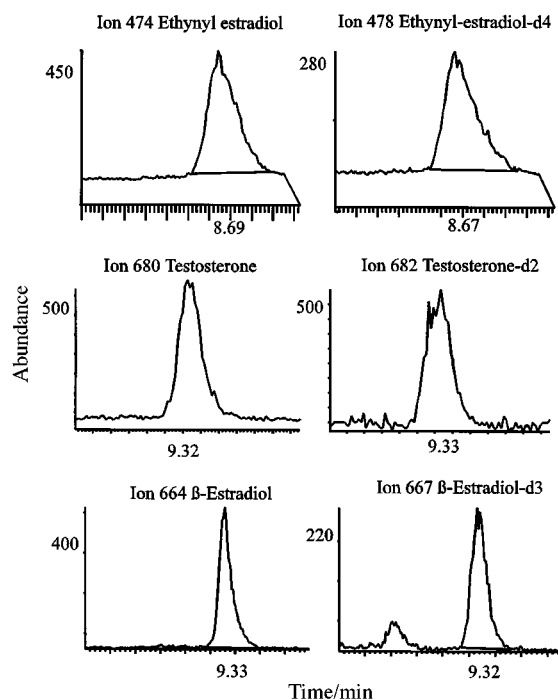 Ion 474 Ethynyl estradiol
450
8.69
Ion 478 Ethynyl-estradiol-d4
280
8.67
Ion 680 Testosterone
500
9.32
Ion 682 Testosterone-d2
500
9.33
Abundance
Ion 664 ß-Estradiol
400
9.33
Ion 667 ß-Estradiol-d3
220
9.32
Time/min